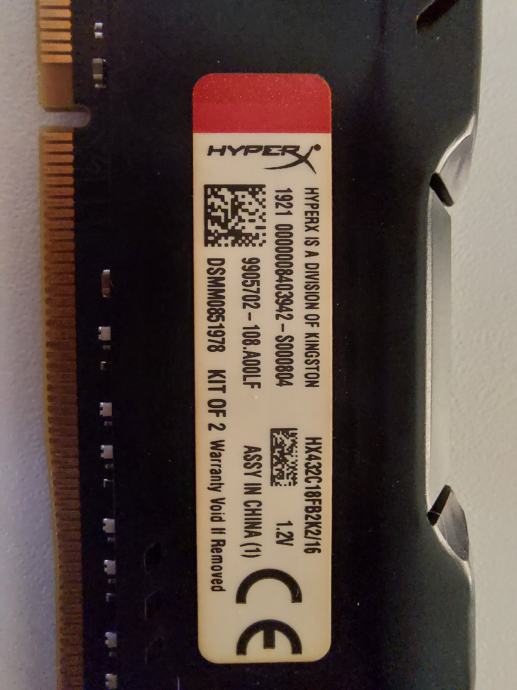 HYPERX
HYPERX IS A DIVISION OF KINGSTON
HX432C18FB2K2/16
1921 0000008403942-S000804
1.2V
9905702-108.A00LF
ASSY IN CHINA (1)
DSMM0851978 KIT OF 2 Warranty Void If Removed
CE